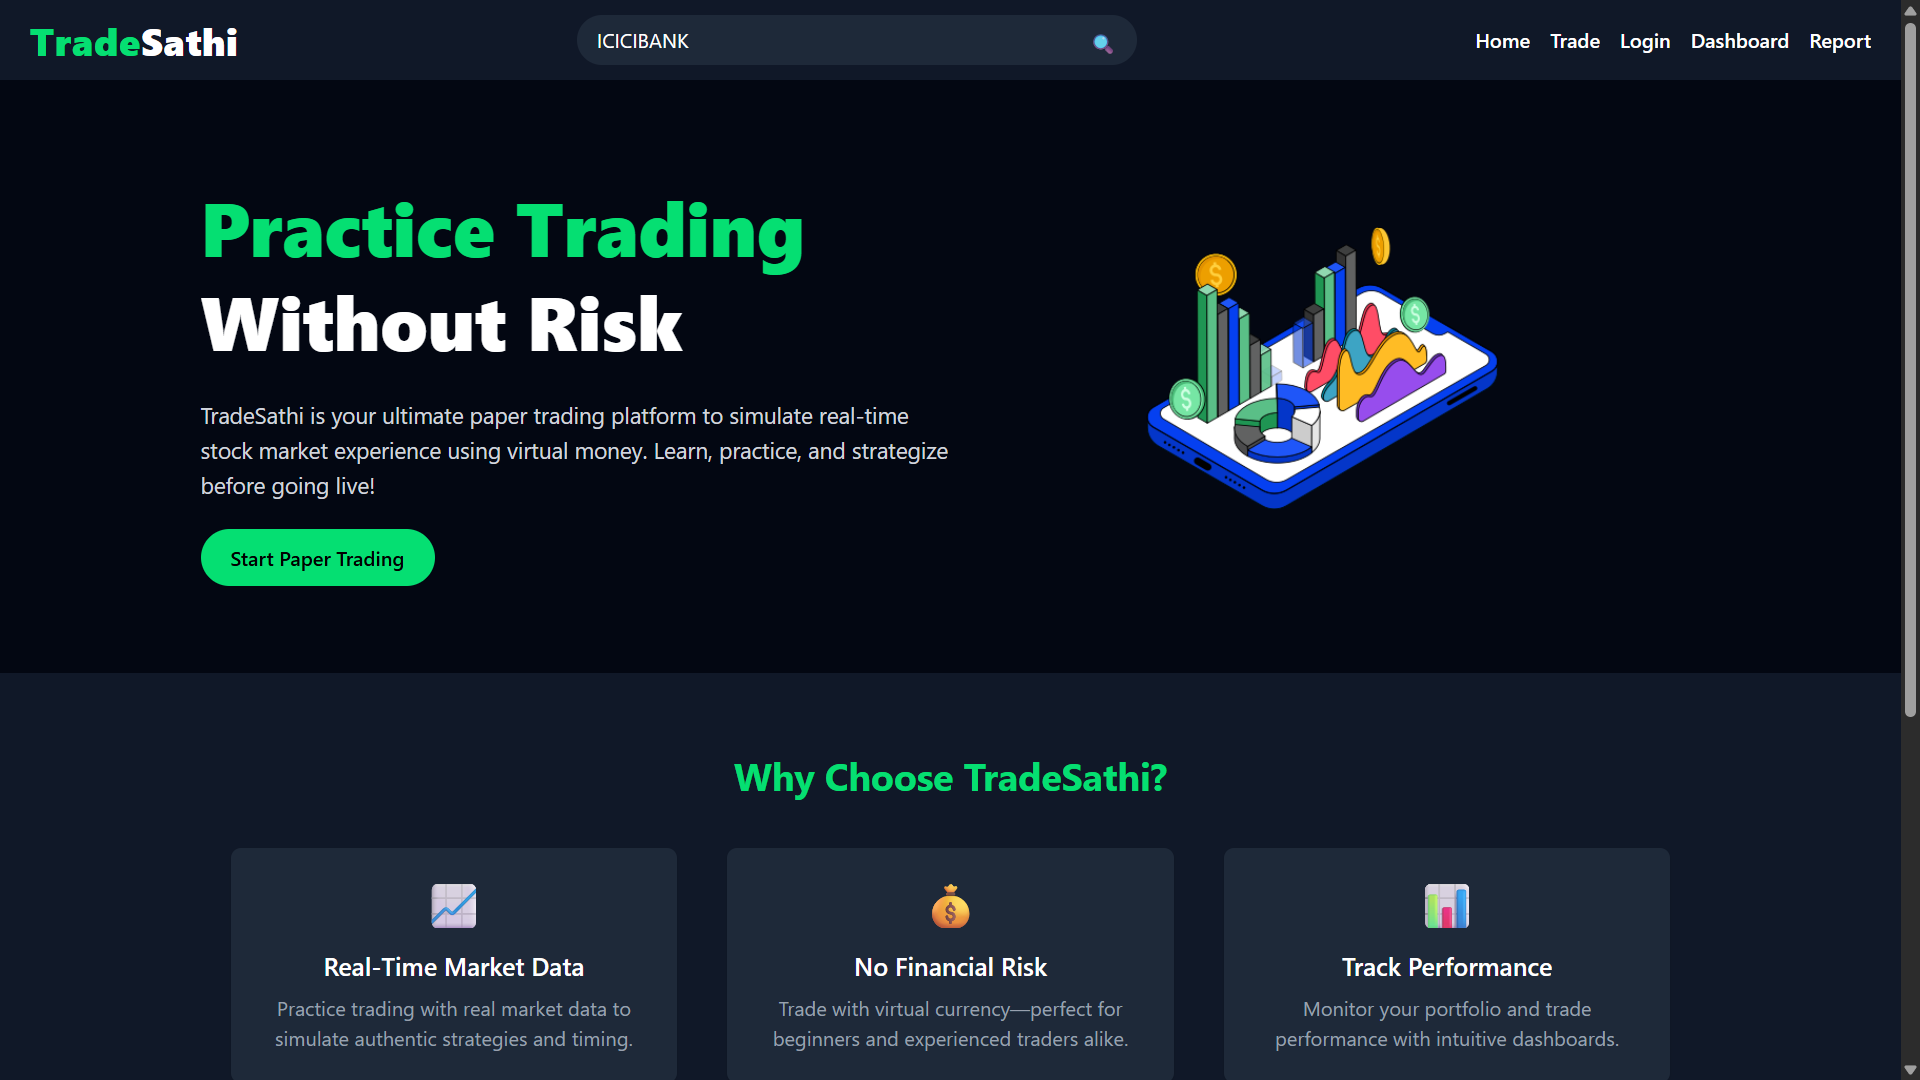 TradeSathi
ICICIBANK
Home Trade Login Dashboard Report
Practice Trading
Without Risk
TradeSathi is your ultimate paper trading platform to simulate real-time
stock market experience using virtual money. Learn, practice, and strategize
before going live!
Start Paper Trading
Why Choose TradeSathi?
Real-Time Market Data
Practice trading with real market data to
simulate authentic strategies and timing.
No Financial Risk
Trade with virtual currency—perfect for
beginners and experienced traders alike.
Track Performance
Monitor your portfolio and trade
performance with intuitive dashboards.